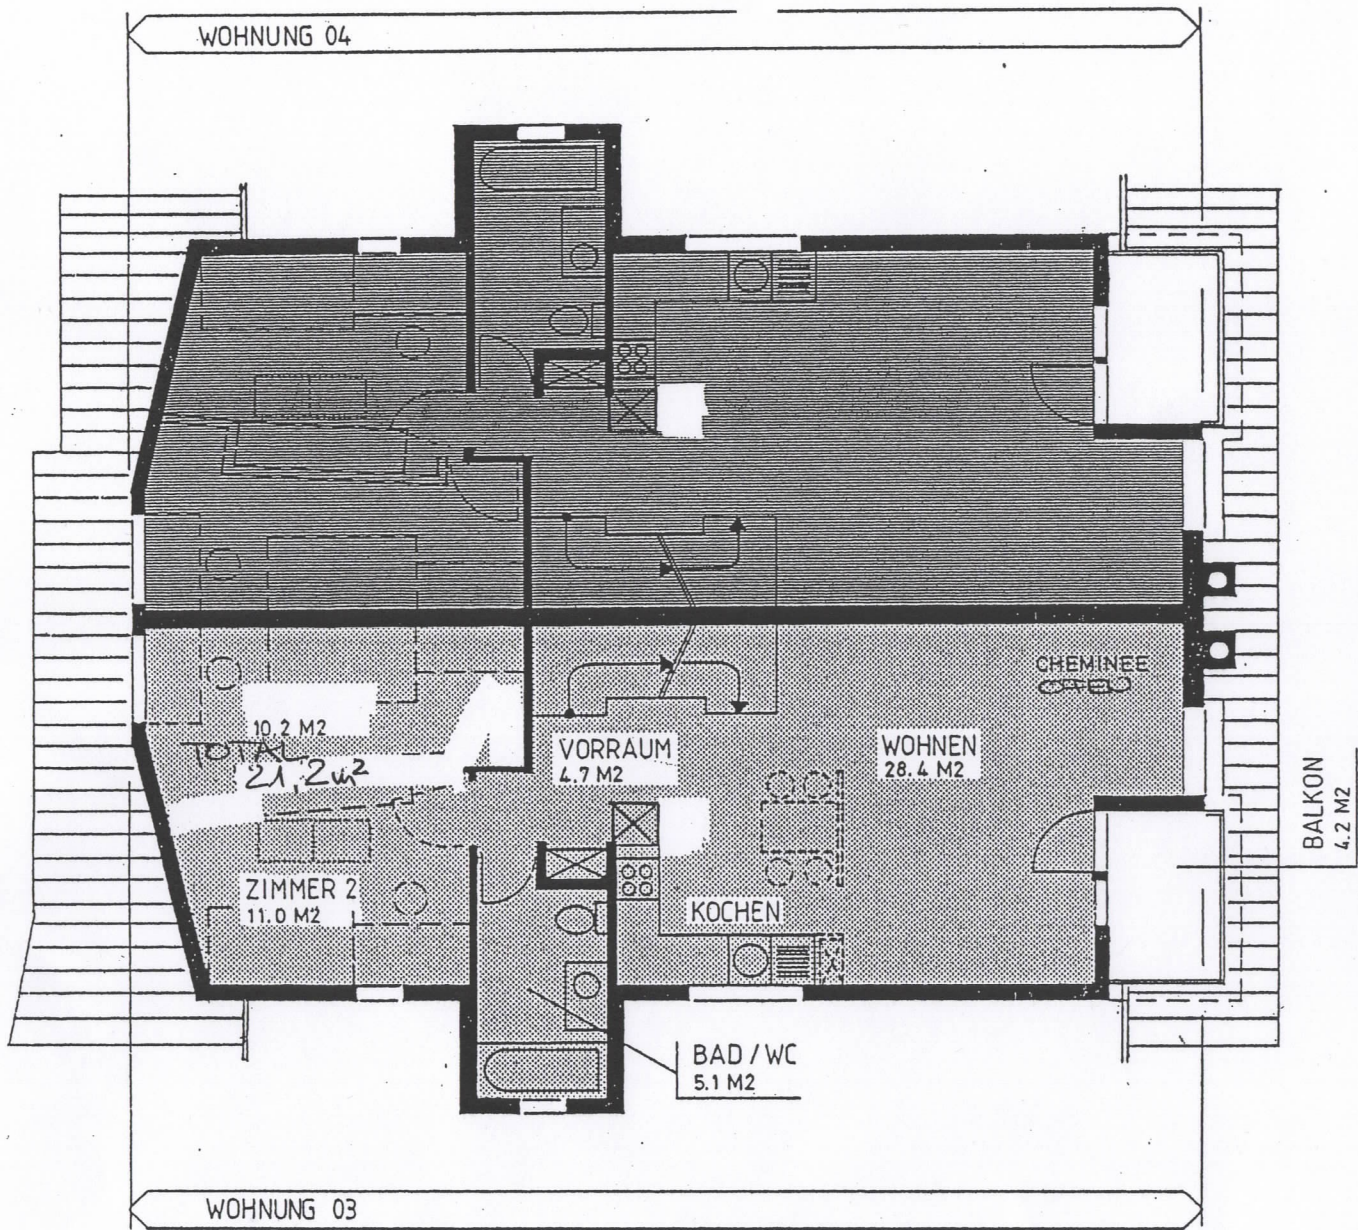 WOHNUNG 04
CHEMINEE
OFEN
10.2 M2
TOTAL
21,2m²
VORRAUM
4.7 M2
WOHNEN
28.4 M2
BALKON
4.2 M2
ZIMMER 2
11.0 M2
KOCHEN
BAD / WC
5.1 M2
WOHNUNG 03